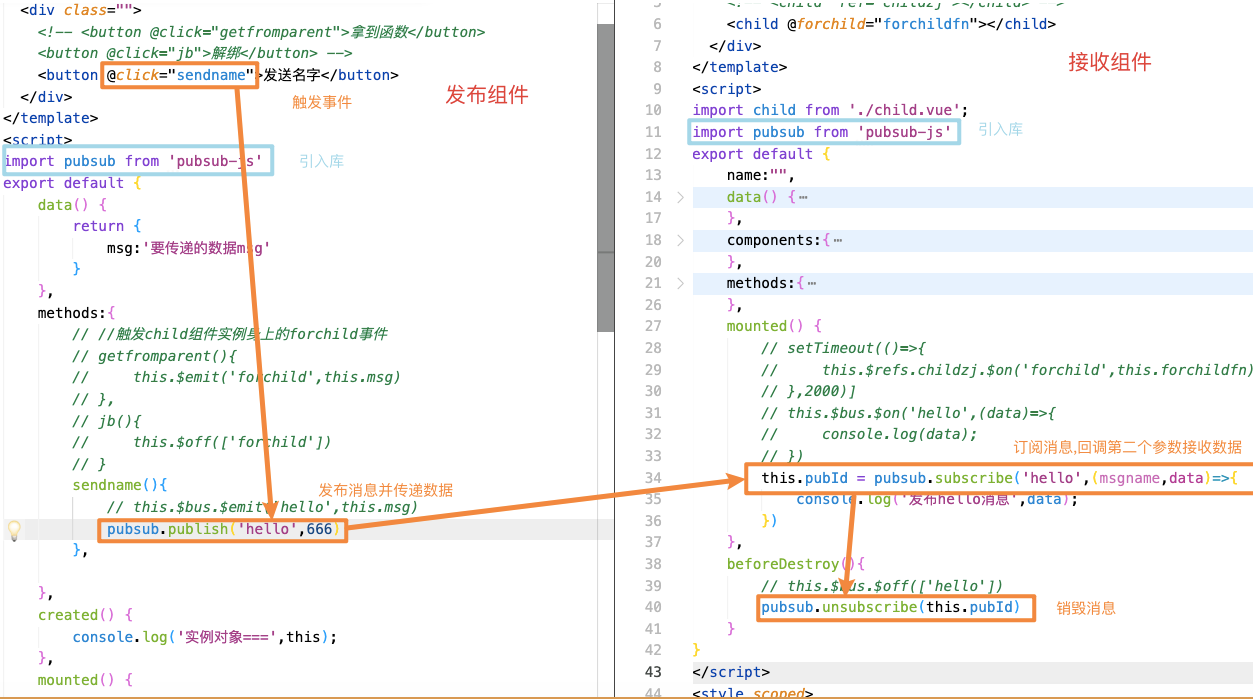 <div class="">
<!-- <button @click="getfromparent">拿到函数</button>
<button @click="jb">解绑</button> -->
<button @click="sendname">发送名字</button>
触发事件
发布组件
</div>
</template>
<script>
import pubsub from 'pubsub-js'
引入库
export default {
data() {
return {
msg:'要传递的数据msg'
}
},
methods:{
// //触发child组件实例身上的forchild事件
// getfromparent(){
//     this.$emit('forchild',this.msg)
// },
// jb(){
//     this.$off(['forchild'])
// }
sendname(){
发布消息并传递数据
// this.$bus.$emit('hello',this.msg)
pubsub.publish('hello',666)
},
},
created() {
console.log('实例对象===',this);
},
mounted() {
5 <!-- <child ref="childzj"></child> -->
6 <child @forchild="forchildfn"></child>
7 </div>
接收组件
8 </template>
9 <script>
10 import child from './child.vue';
11 import pubsub from 'pubsub-js'
引入库
12 export default {
13 name:"",
14 data() {⋯
17 },
18 components:{⋯
20 },
21 methods:{⋯
26 },
27 mounted() {
28 // setTimeout(()=>{
29 //     this.$refs.childzj.$on('forchild',this.forchildfn)
30 // },2000)]
31 // this.$bus.$on('hello',(data)=>{
32 //     console.log(data);
33 // })
订阅消息,回调第二个参数接收数据
34 this.pubId = pubsub.subscribe('hello',(msgname,data)=>{
35 console.log('发布hello消息',data);
36 })
37 },
38 beforeDestroy(){
39 // this.$bus.$off(['hello'])
40 pubsub.unsubscribe(this.pubId)
销毁消息
41 }
42 }
43 </script>
44 <style scoped>